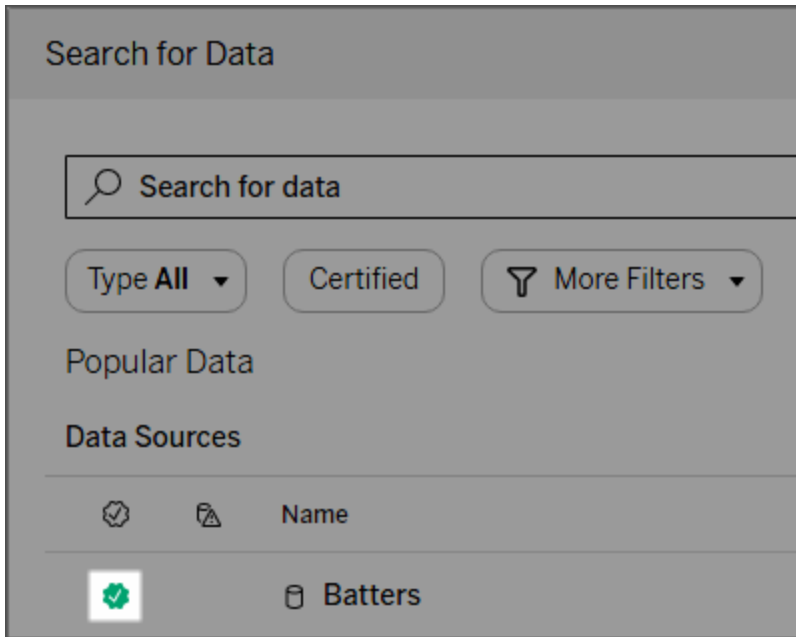 Search for Data
Search for data
Type All
Certified
More Filters
Popular Data
Data Sources
Name
Batters